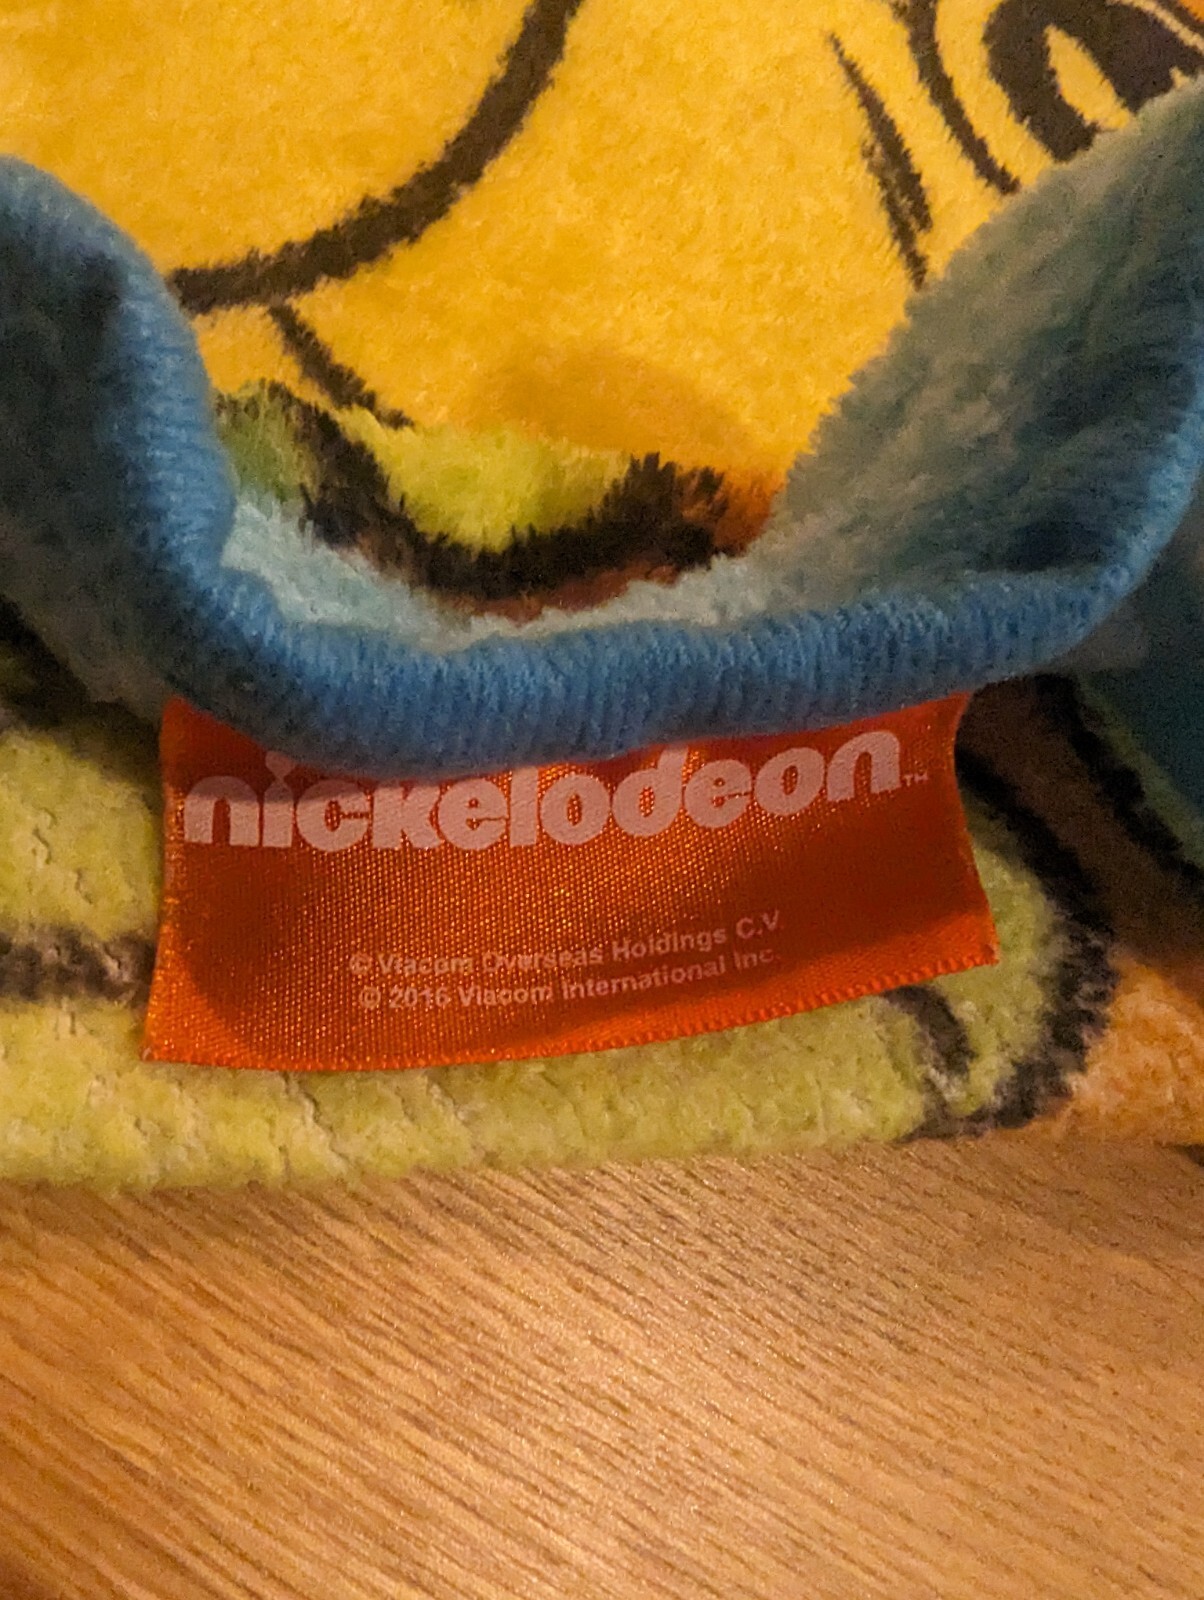 nickelodeon™
© Viacom Overseas Holdings C.V.
© 2016 Viacom International Inc.